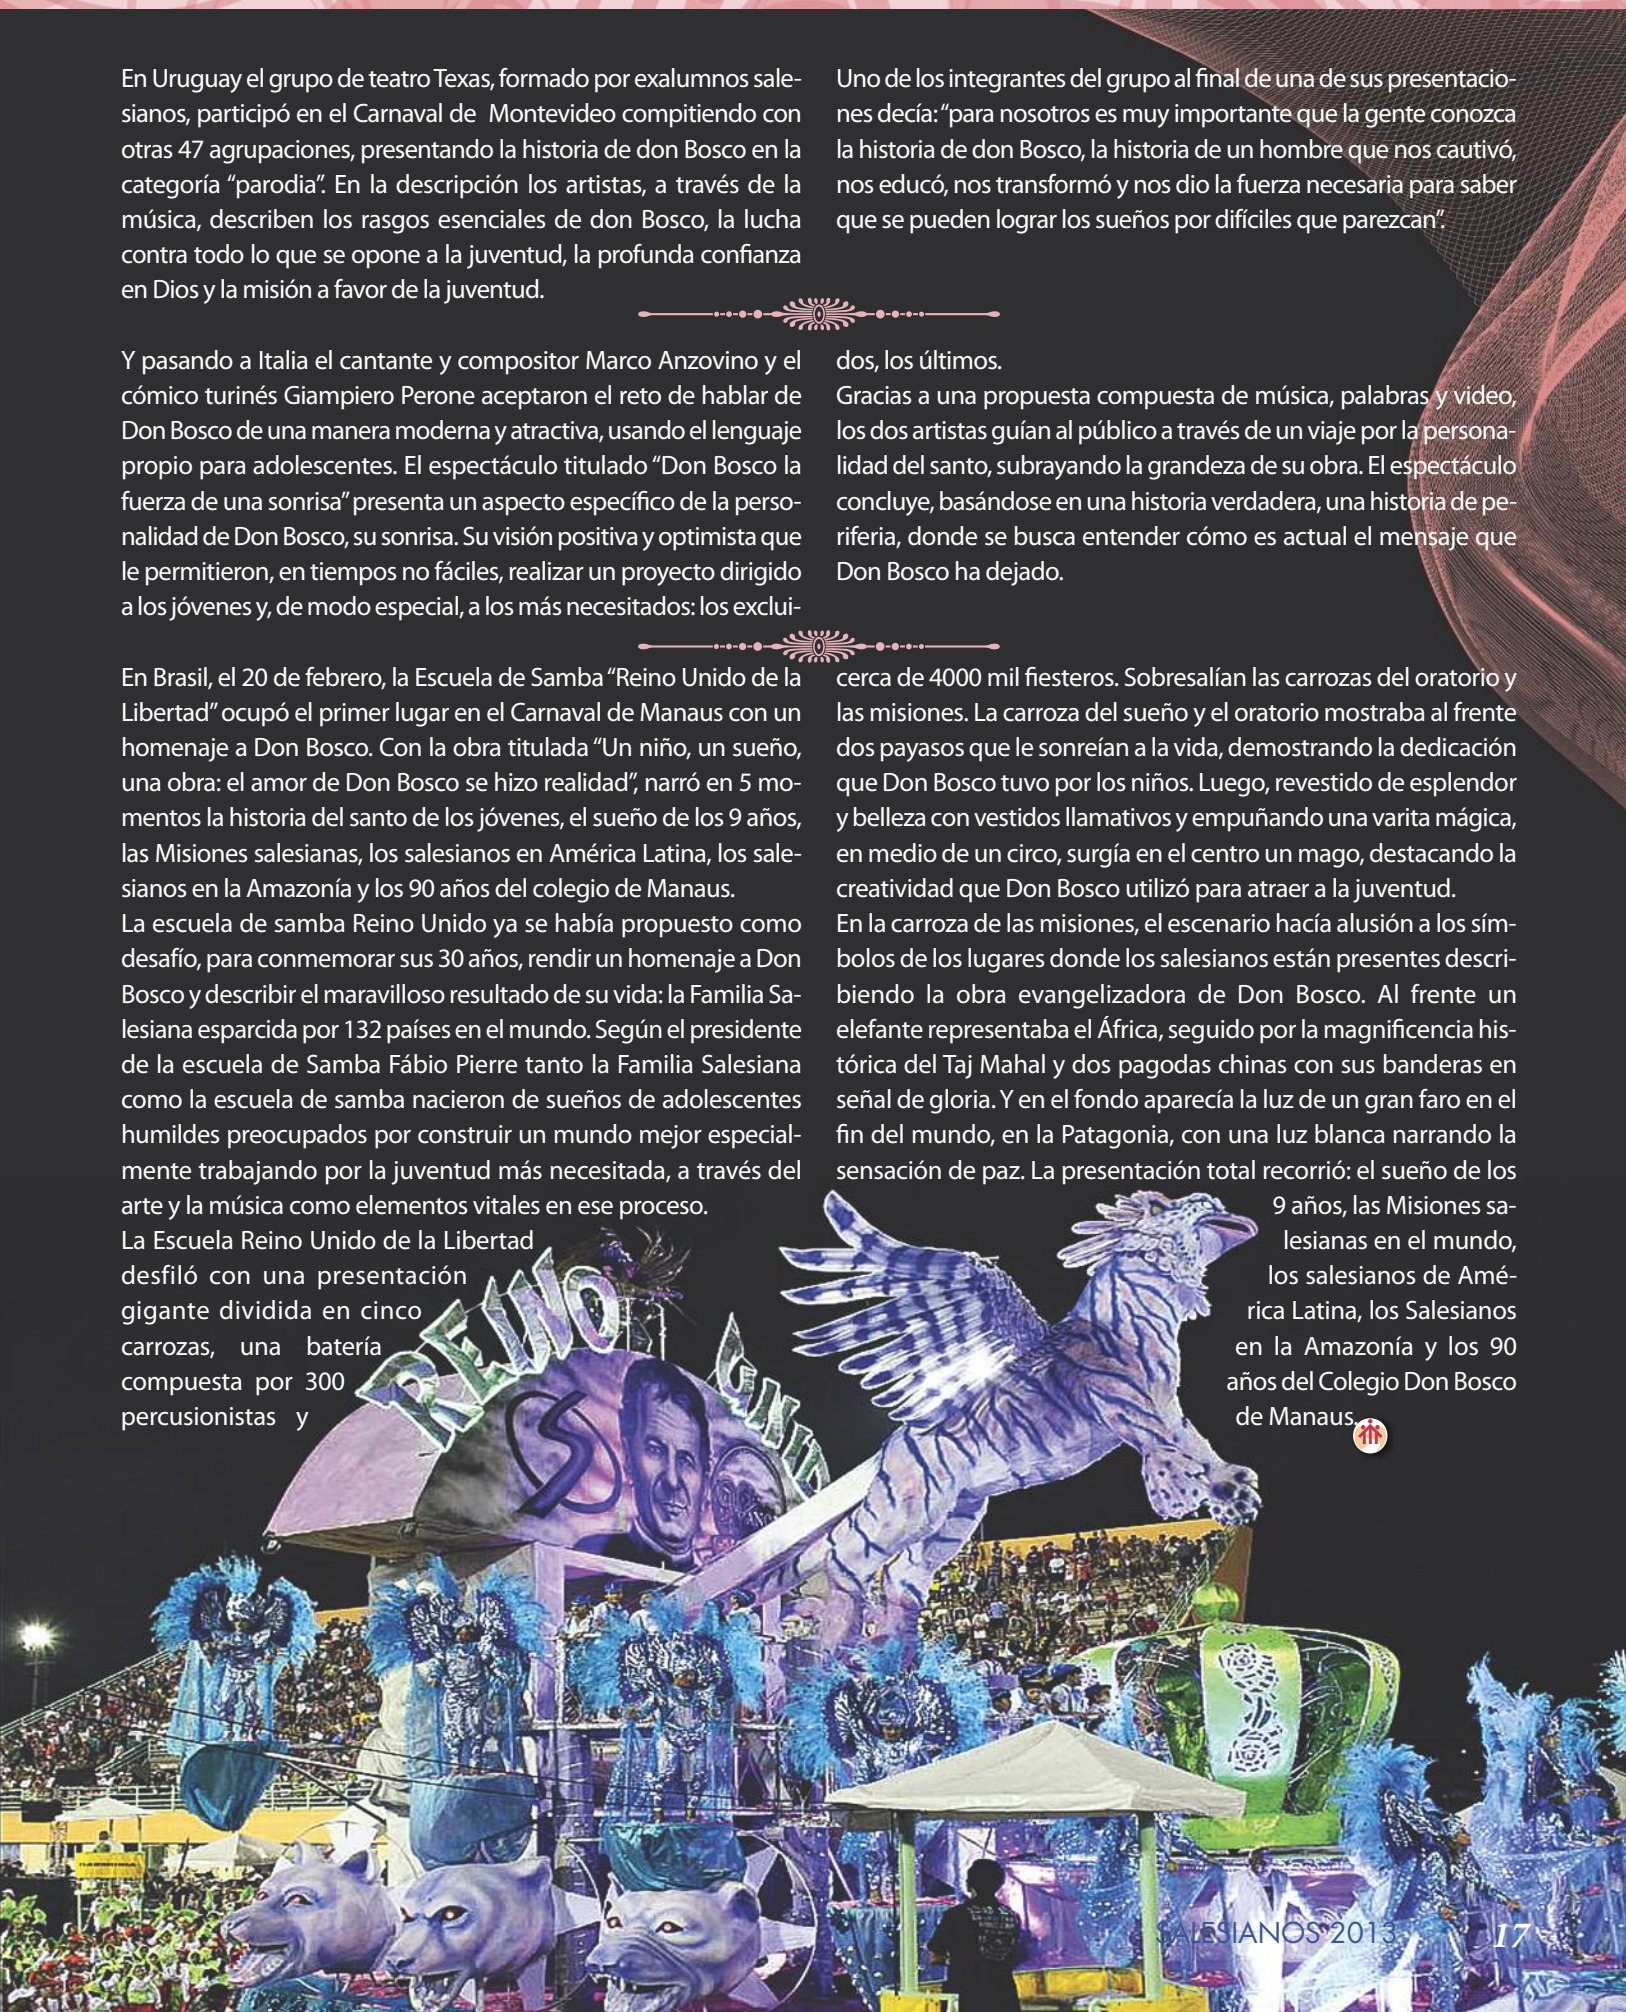 En Uruguay el grupo de teatro Texas, formado por exalumnos sale-
sianos, participó en el Carnaval de Montevideo compitiendo con
otras 47 agrupaciones, presentando la historia de don Bosco en la
categoría “parodia”. En la descripción los artistas, a través de la
música, describen los rasgos esenciales de don Bosco, la lucha
contra todo lo que se opone a la juventud, la profunda confianza
en Dios y la misión a favor de la juventud.
Uno de los integrantes del grupo al final de una de sus presentacio-
nes decía: “para nosotros es muy importante que la gente conozca
la historia de don Bosco, la historia de un hombre que nos cautivó,
nos educó, nos transformó y nos dio la fuerza necesaria para saber
que se pueden lograr los sueños por difíciles que parezcan”.
Y pasando a Italia el cantante y compositor Marco Anzovino y el
cómico turinés Giampiero Perone aceptaron el reto de hablar de
Don Bosco de una manera moderna y atractiva, usando el lenguaje
propio para adolescentes. El espectáculo titulado “Don Bosco la
fuerza de una sonrisa” presenta un aspecto específico de la perso-
nalidad de Don Bosco, su sonrisa. Su visión positiva y optimista que
le permitieron, en tiempos no fáciles, realizar un proyecto dirigido
a los jóvenes y, de modo especial, a los más necesitados: los exclui-
dos, los últimos.
Gracias a una propuesta compuesta de música, palabras y video,
los dos artistas guían al público a través de un viaje por la persona-
lidad del santo, subrayando la grandeza de su obra. El espectáculo
concluye, basándose en una historia verdadera, una historia de pe-
riferia, donde se busca entender cómo es actual el mensaje que
Don Bosco ha dejado.
En Brasil, el 20 de febrero, la Escuela de Samba “Reino Unido de la
Libertad” ocupó el primer lugar en el Carnaval de Manaus con un
homenaje a Don Bosco. Con la obra titulada “Un niño, un sueño,
una obra: el amor de Don Bosco se hizo realidad”, narró en 5 mo-
mentos la historia del santo de los jóvenes, el sueño de los 9 años,
las Misiones salesianas, los salesianos en América Latina, los sale-
sianos en la Amazonía y los 90 años del colegio de Manaus.
La escuela de samba Reino Unido ya se había propuesto como
desafío, para conmemorar sus 30 años, rendir un homenaje a Don
Bosco y describir el maravilloso resultado de su vida: la Familia Sa-
lesiana esparcida por 132 países en el mundo. Según el presidente
de la escuela de Samba Fábio Pierre tanto la Familia Salesiana
como la escuela de samba nacieron de sueños de adolescentes
humildes preocupados por construir un mundo mejor especial-
mente trabajando por la juventud más necesitada, a través del
arte y la música como elementos vitales en ese proceso.
La Escuela Reino Unido de la Libertad
desfiló con una presentación
gigante dividida en cinco
carrozas, una batería
compuesta por 300
percusionistas y
cerca de 4000 mil fiesteros. Sobresalían las carrozas del oratorio y
las misiones. La carroza del sueño y el oratorio mostraba al frente
dos payasos que le sonreían a la vida, demostrando la dedicación
que Don Bosco tuvo por los niños. Luego, revestido de esplendor
y belleza con vestidos llamativos y empuñando una varita mágica,
en medio de un circo, surgía en el centro un mago, destacando la
creatividad que Don Bosco utilizó para atraer a la juventud.
En la carroza de las misiones, el escenario hacía alusión a los sím-
bolos de los lugares donde los salesianos están presentes descri-
biendo la obra evangelizadora de Don Bosco. Al frente un
elefante representaba el África, seguido por la magnificencia his-
tórica del Taj Mahal y dos pagodas chinas con sus banderas en
señal de gloria. Y en el fondo aparecía la luz de un gran faro en el
fin del mundo, en la Patagonia, con una luz blanca narrando la
sensación de paz. La presentación total recorrió: el sueño de los
9 años, las Misiones sa-
lesianas en el mundo,
los salesianos de Amé-
rica Latina, los Salesianos
en la Amazonía y los 90
años del Colegio Don Bosco
de Manaus.
REINO
SALESIANOS 2013 17